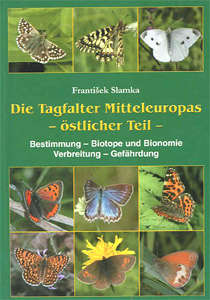 František Slamka
Die Tagfalter Mitteleuropas
– östlicher Teil –
Bestimmung – Biotope und Bionomie
Verbreitung – Gefährdung